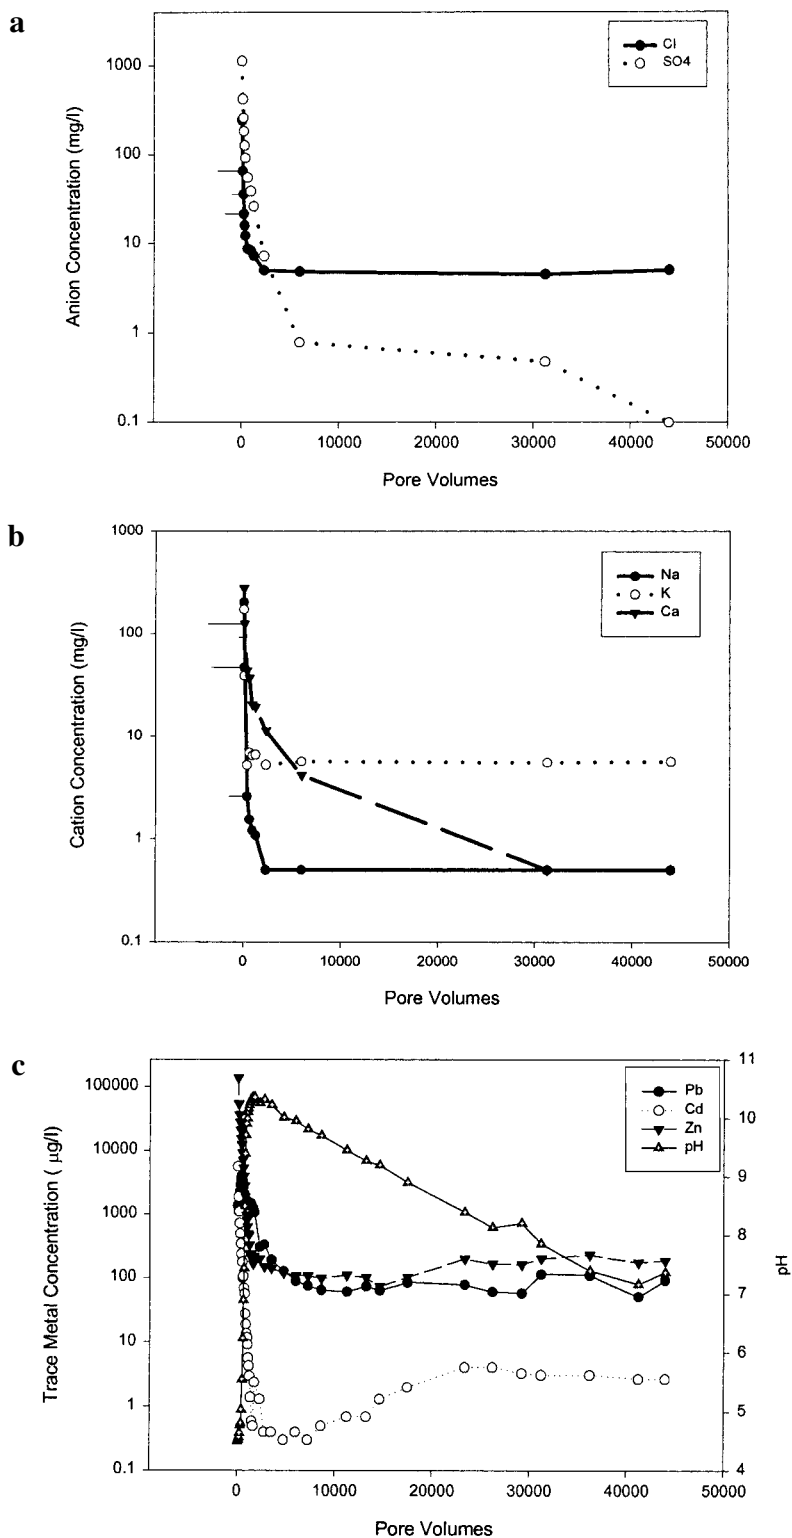 a
Anion Concentration (mg/l)
1000
100
10
1
0.1
Cl
SO4
0
10000
20000
30000
40000
50000
Pore Volumes
b
Cation Concentration (mg/l)
1000
100
10
1
0.1
Na
K
Ca
0
10000
20000
30000
40000
50000
Pore Volumes
c
Trace Metal Concentration ( μg/l)
100000
10000
1000
100
10
1
0.1
Pb
Cd
Zn
pH
11
10
9
8
7
6
5
4
pH
0
10000
20000
30000
40000
50000
Pore Volumes